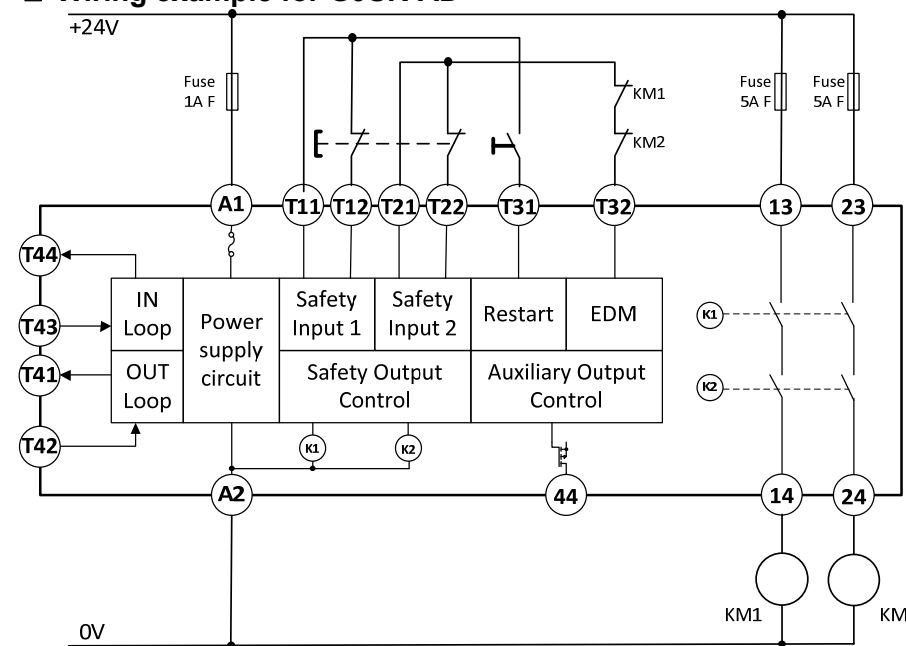 +24V
Fuse
1A F
Fuse
5A F
Fuse
5A F
KM1
KM2
A1
T11
T12
T21
T22
T31
T32
13
23
T44
T43
T41
T42
IN
Loop
OUT
Loop
Power
supply
circuit
Safety
Input 1
Safety
Input 2
Restart
EDM
Safety Output
Control
Auxiliary Output
Control
K1
K2
K1
K2
A2
44
14
24
KM1
KM
0V